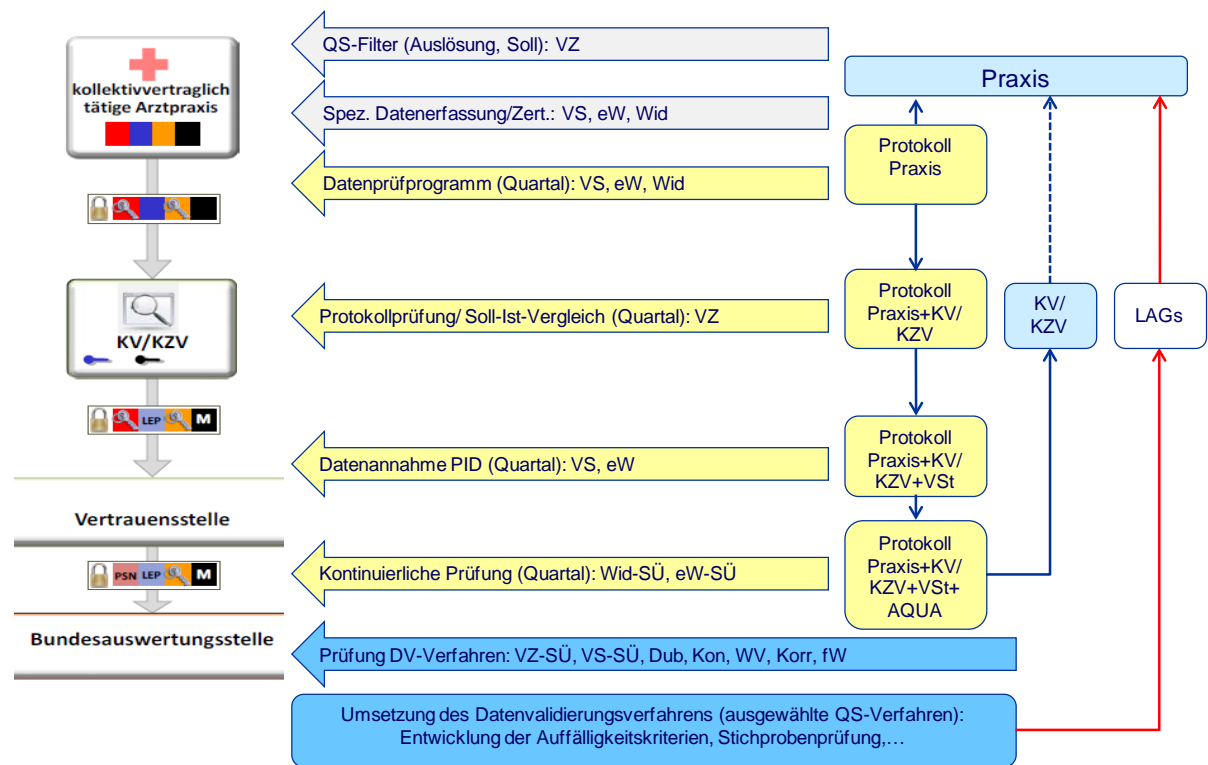 QS-Filter (Auslösung, Soll): VZ
kollektivvertraglich
tätige Arztpraxis
Praxis
Spez. Datenerfassung/Zert.: VS, eW, Wid
Protokoll
Praxis
Datenprüfprogramm (Quartal): VS, eW, Wid
KV/KZV
Protokollprüfung/ Soll-Ist-Vergleich (Quartal): VZ
Protokoll
Praxis+KV/
KZV
KV/
KZV
LAGs
LEP M
Datenannahme PID (Quartal): VS, eW
Protokoll
Praxis+KV/
KZV+VSt
Vertrauensstelle
PSN LEP M
Kontinuierliche Prüfung (Quartal): Wid-SÜ, eW-SÜ
Protokoll
Praxis+KV/
KZV+VSt+
AQUA
Bundesauswertungsstelle
Prüfung DV-Verfahren: VZ-SÜ, VS-SÜ, Dub, Kon, WV, Korr, fW
Umsetzung des Datenvalidierungsverfahrens (ausgewählte QS-Verfahren):
Entwicklung der Auffälligkeitskriterien, Stichprobenprüfung,…